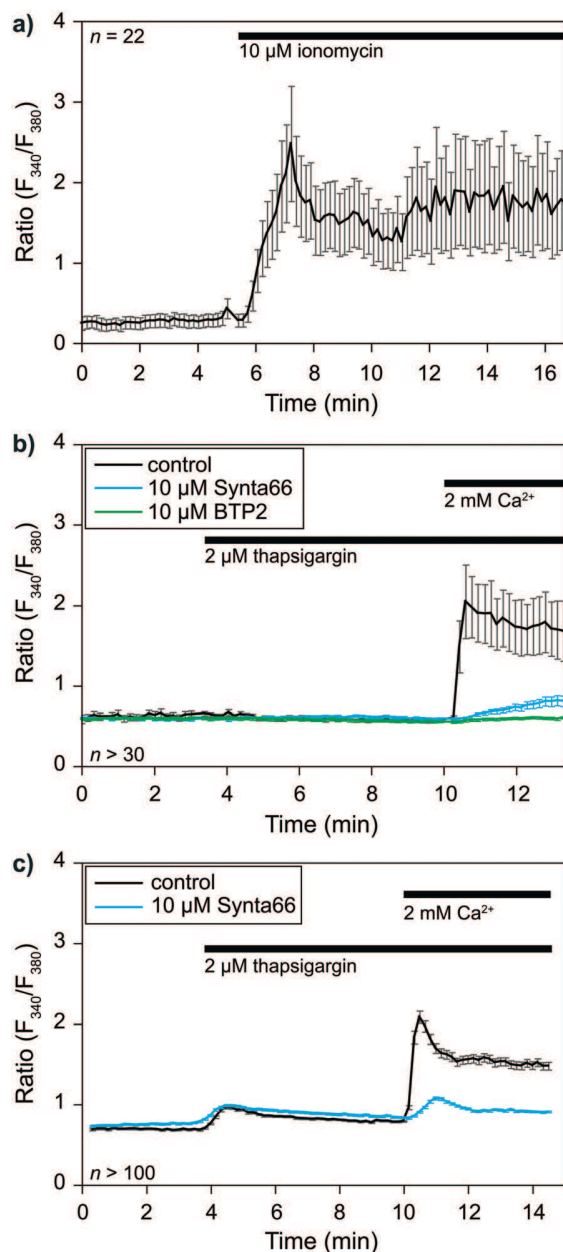 a)
n = 22
10 µM ionomycin
Ratio (F340/F380)
4
3
2
1
0
0 2 4 6 8 10 12 14 16
Time (min)
b)
control
10 µM Synta66
10 µM BTP2
2 mM Ca²⁺
2 µM thapsigargin
Ratio (F340/F380)
4
3
2
1
0
n > 30
0 2 4 6 8 10 12
Time (min)
c)
control
10 µM Synta66
2 mM Ca²⁺
2 µM thapsigargin
Ratio (F340/F380)
4
3
2
1
0
n > 100
0 2 4 6 8 10 12 14
Time (min)